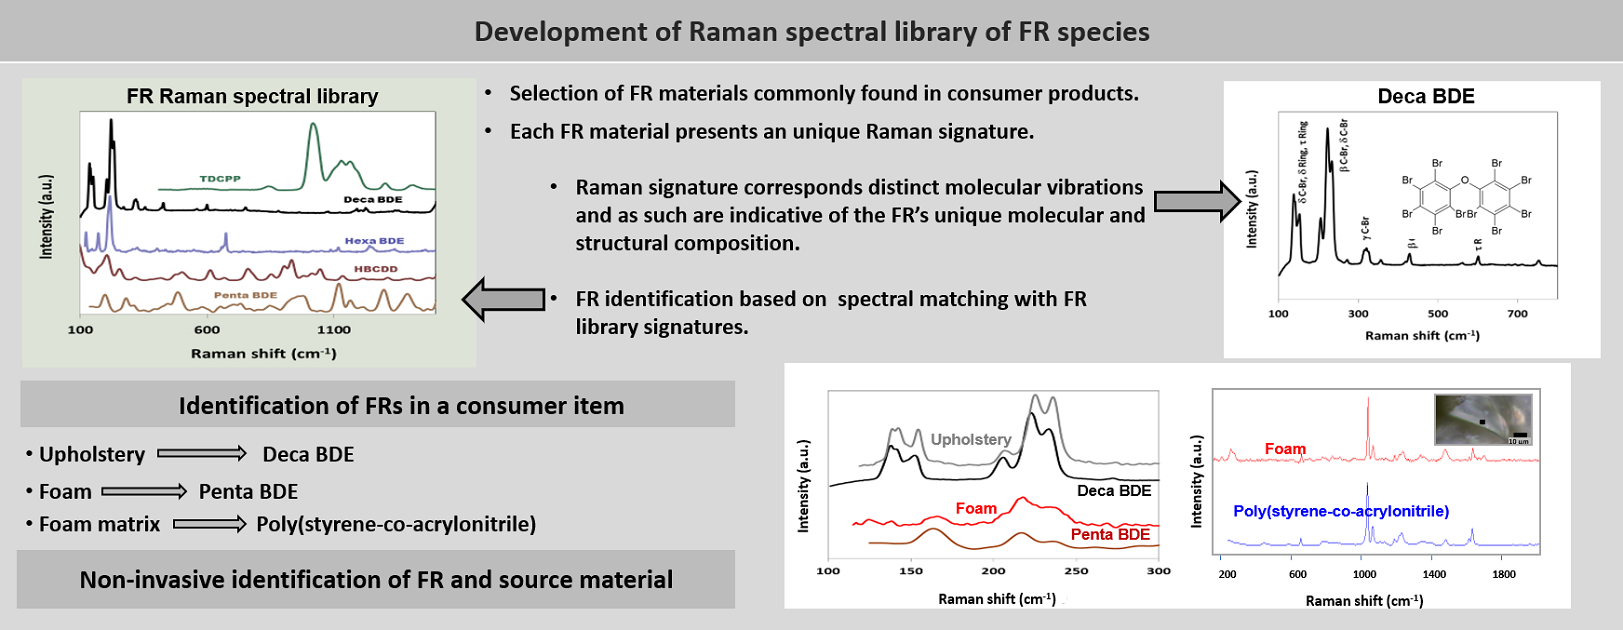 Development of Raman spectral library of FR species
FR Raman spectral library
Intensity (a.u.)
TDCPP
Deca BDE
Hexa BDE
HBCDD
Penta BDE
100 600 1100
Raman shift (cm⁻¹)
• Selection of FR materials commonly found in consumer products.
• Each FR material presents an unique Raman signature.
• Raman signature corresponds distinct molecular vibrations
and as such are indicative of the FR's unique molecular and
structural composition.
• FR identification based on spectral matching with FR
library signatures.
Deca BDE
Intensity (a.u.)
δ C-Br, δ Ring, τ Ring
β C-Br, δ C-Br
γ C-Br
β
τ R
Br Br
Br O Br
Br Br
Br BrBr Br
Br Br
100 300 500 700
Raman shift (cm⁻¹)
Identification of FRs in a consumer item
• Upholstery Deca BDE
• Foam Penta BDE
• Foam matrix Poly(styrene-co-acrylonitrile)
Non-invasive identification of FR and source material
Intensity (a.u.)
Upholstery
Deca BDE
Foam
Penta BDE
100 150 200 250 300
Raman shift (cm⁻¹)
Intensity (a.u.)
10 um
Foam
Poly(styrene-co-acrylonitrile)
200 600 1000 1400 1800
Raman shift (cm⁻¹)